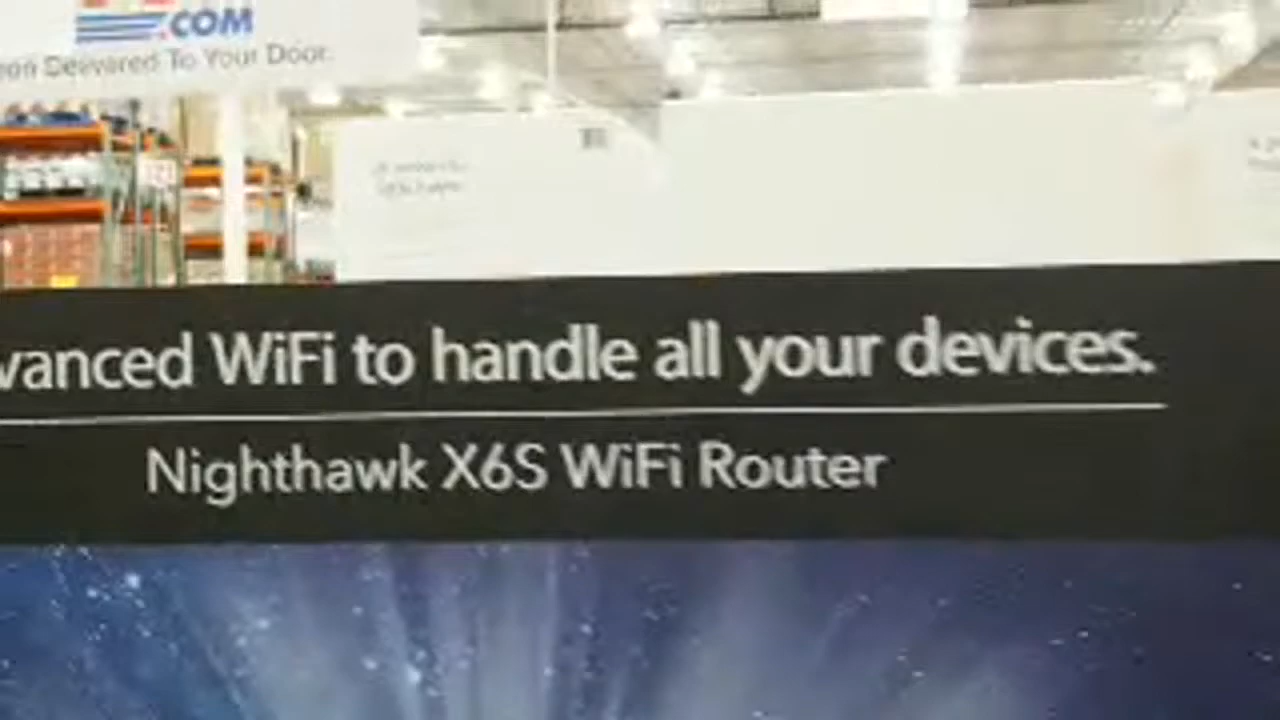 .COM
Delivered To Your Door.
vanced WiFi to handle all your devices.
Nighthawk X6S WiFi Router